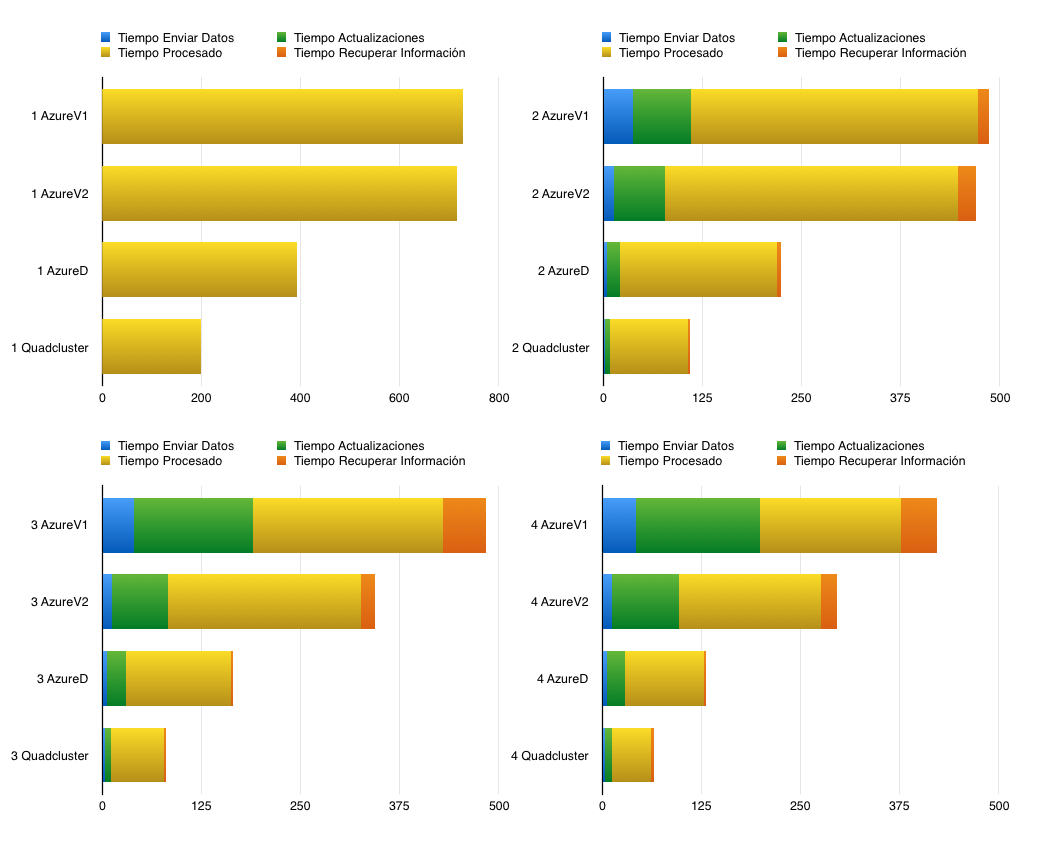 Tiempo Enviar Datos Tiempo Actualizaciones
Tiempo Procesado Tiempo Recuperar Información
1 AzureV1
1 AzureV2
1 AzureD
1 Quadcluster
0 200 400 600 800
Tiempo Enviar Datos Tiempo Actualizaciones
Tiempo Procesado Tiempo Recuperar Información
2 AzureV1
2 AzureV2
2 AzureD
2 Quadcluster
0 125 250 375 500
Tiempo Enviar Datos Tiempo Actualizaciones
Tiempo Procesado Tiempo Recuperar Información
3 AzureV1
3 AzureV2
3 AzureD
3 Quadcluster
0 125 250 375 500
Tiempo Enviar Datos Tiempo Actualizaciones
Tiempo Procesado Tiempo Recuperar Información
4 AzureV1
4 AzureV2
4 AzureD
4 Quadcluster
0 125 250 375 500